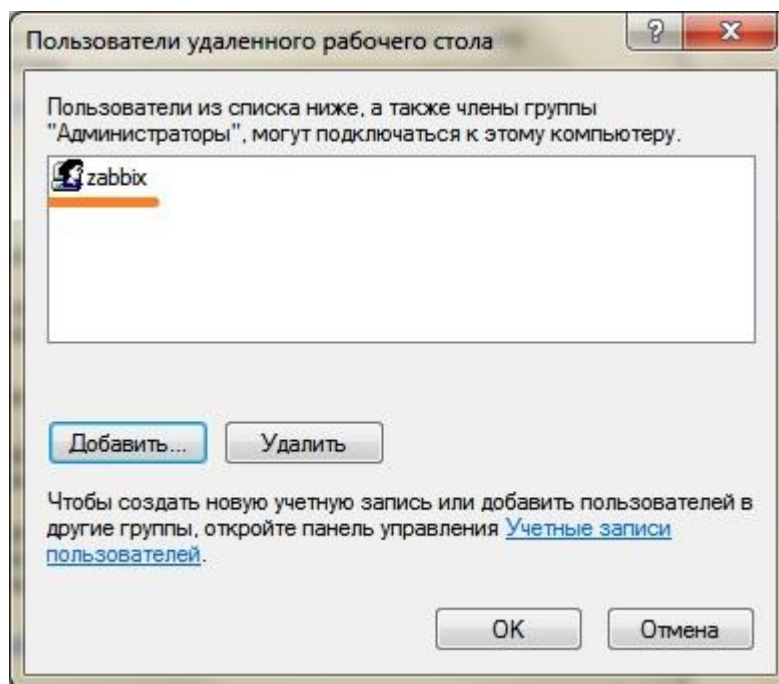 Пользователи удаленного рабочего стола
Пользователи из списка ниже, а также члены группы
"Администраторы", могут подключаться к этому компьютеру.
zabbix
Добавить...
Удалить
Чтобы создать новую учетную запись или добавить пользователей в
другие группы, откройте панель управления Учетные записи
пользователей.
OK
Отмена